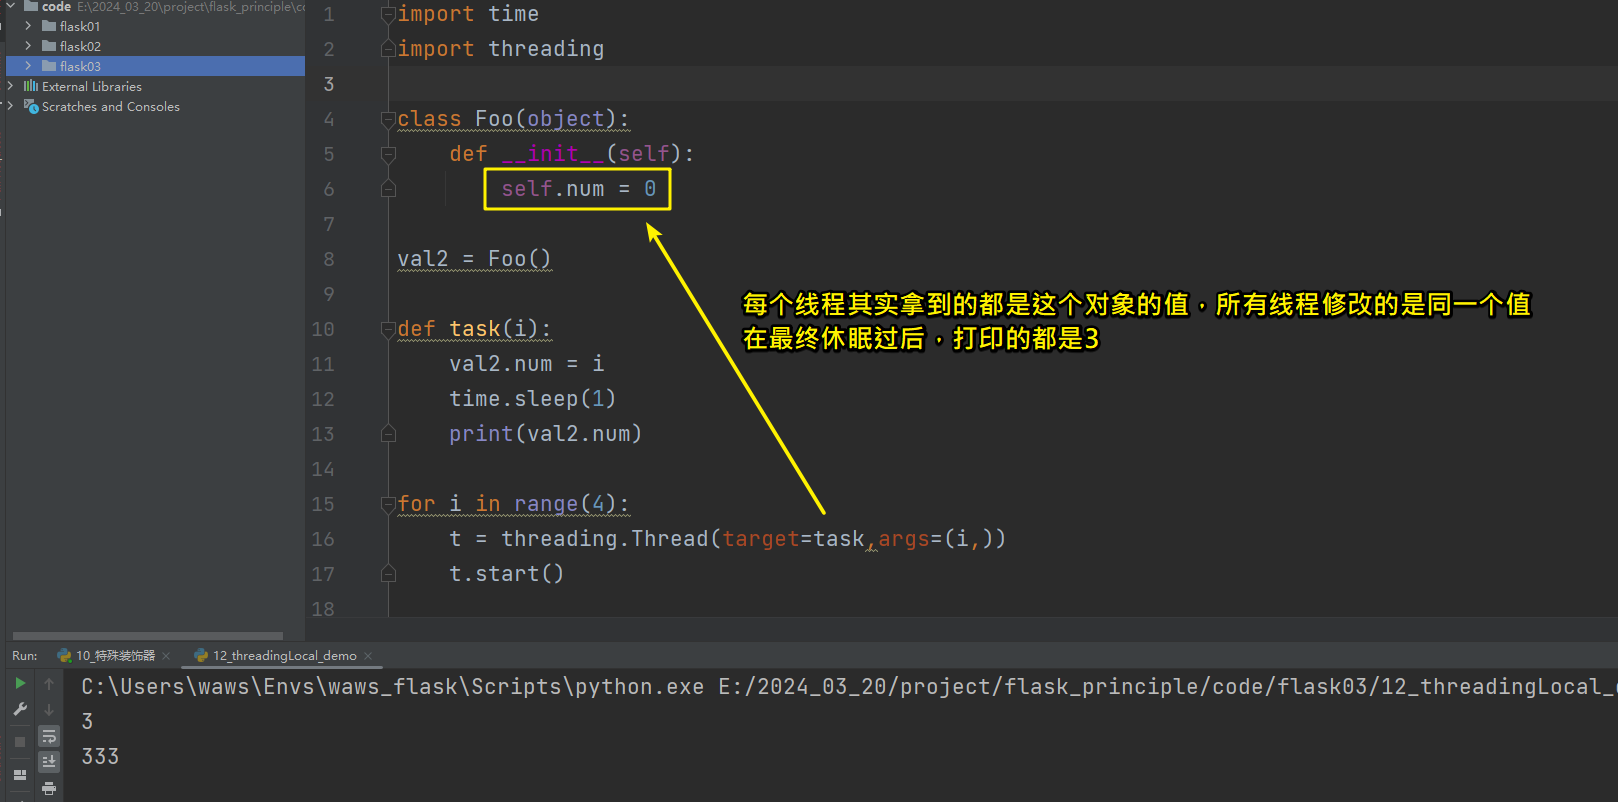 code E:\2024_03_20\project\flask_principle\co
flask01
flask02
flask03
External Libraries
Scratches and Consoles
1 import time
2 import threading
3
4 class Foo(object):
5 def __init__(self):
6 self.num = 0
7
8 val2 = Foo()
9
10 def task(i):
11 val2.num = i
12 time.sleep(1)
13 print(val2.num)
14
15 for i in range(4):
16 t = threading.Thread(target=task,args=(i,))
17 t.start()
18
每个线程其实拿到的都是这个对象的值，所有线程修改的是同一个值
在最终休眠过后，打印的都是3
Run: 10_特殊装饰器 12_threadingLocal_demo
C:\Users\waws\Envs\waws_flask\Scripts\python.exe E:/2024_03_20/project/flask_principle/code/flask03/12_threadingLocal_
3
333